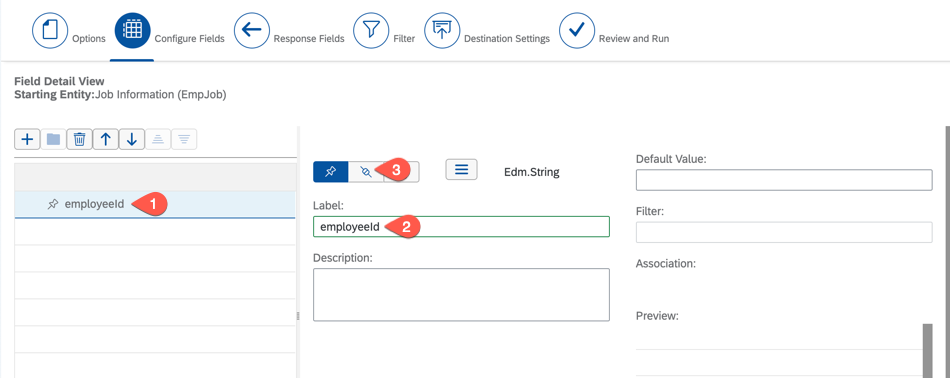 Options
Configure Fields
Response Fields
Filter
Destination Settings
Review and Run
Field Detail View
Starting Entity:Job Information (EmpJob)
employeeId
1
3
Edm.String
Label:
employeeId
2
Description:
Default Value:
Filter:
Association:
Preview: